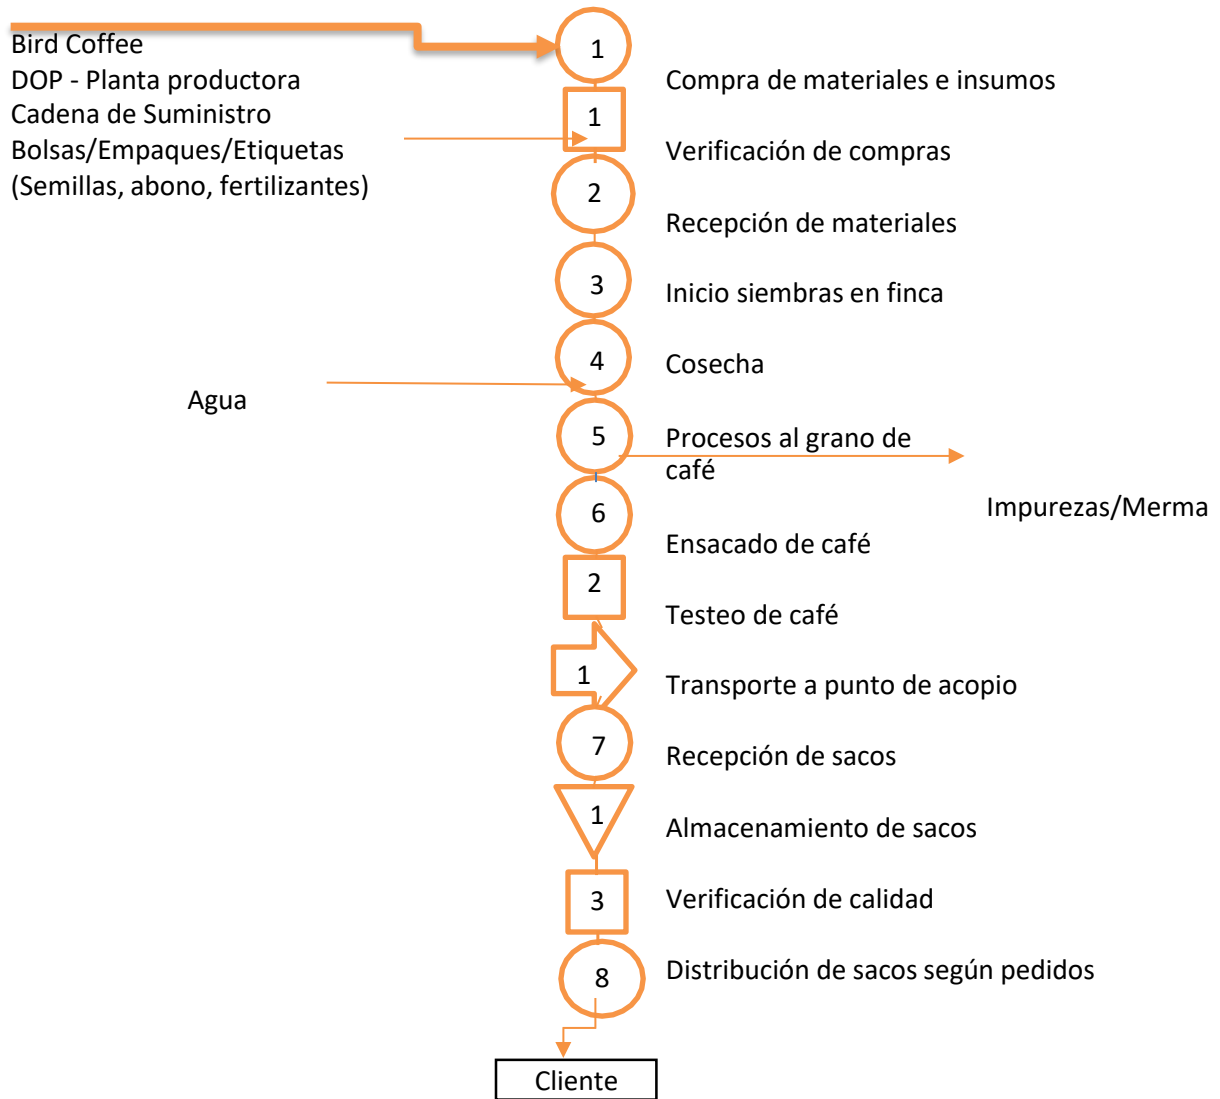 Bird Coffee
DOP - Planta productora
Cadena de Suministro
Bolsas/Empaques/Etiquetas
(Semillas, abono, fertilizantes)
1
Compra de materiales e insumos
1
Verificación de compras
2
Recepción de materiales
3
Inicio siembras en finca
4
Cosecha
Agua
5
Procesos al grano de
café
Impurezas/Merma
6
Ensacado de café
2
Testeo de café
1
Transporte a punto de acopio
7
Recepción de sacos
1
Almacenamiento de sacos
3
Verificación de calidad
8
Distribución de sacos según pedidos
Cliente